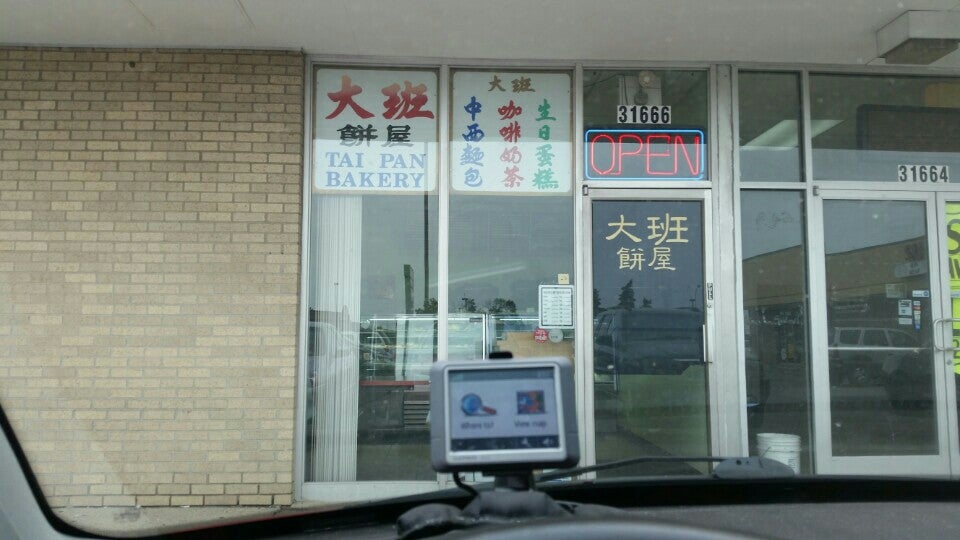 大班
餅屋
TAI PAN
BAKERY
大班
中西麵包
咖啡奶茶
生日蛋糕
31666
OPEN
大班
餅屋
31664
Where to?
View map